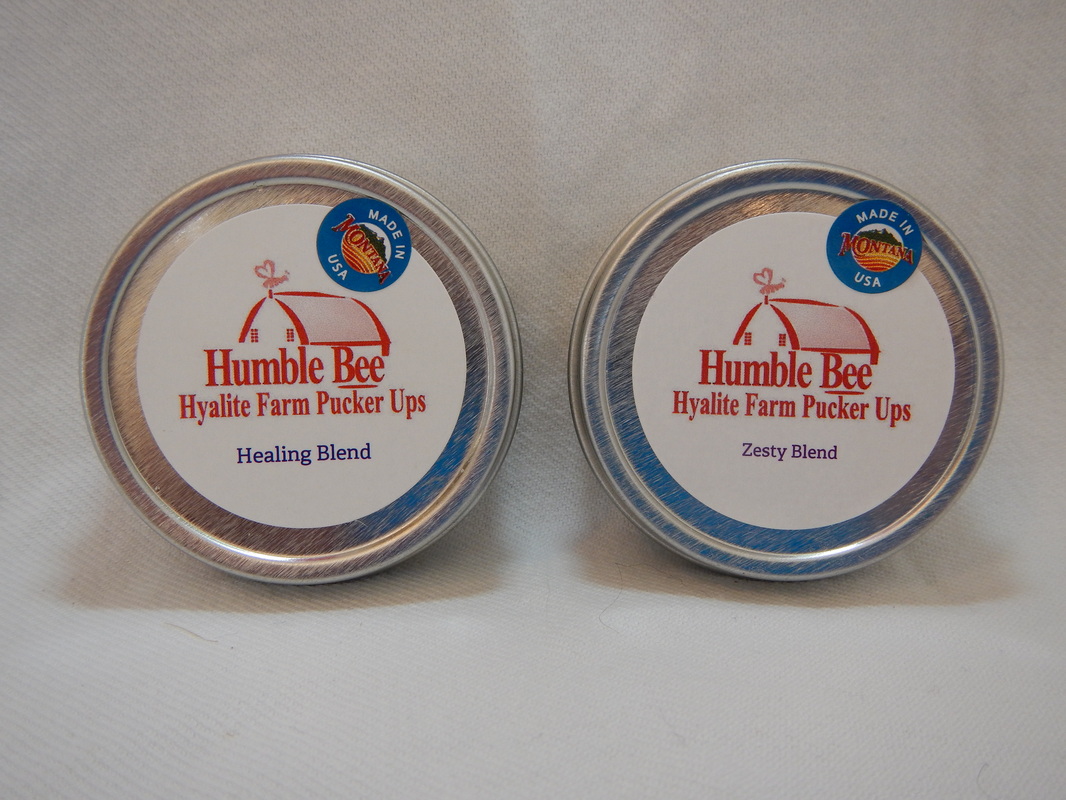 MADE IN
MONTANA
USA
Humble Bee
Hyalite Farm Pucker Ups
Healing Blend
MADE IN
MONTANA
USA
Humble Bee
Hyalite Farm Pucker Ups
Zesty Blend